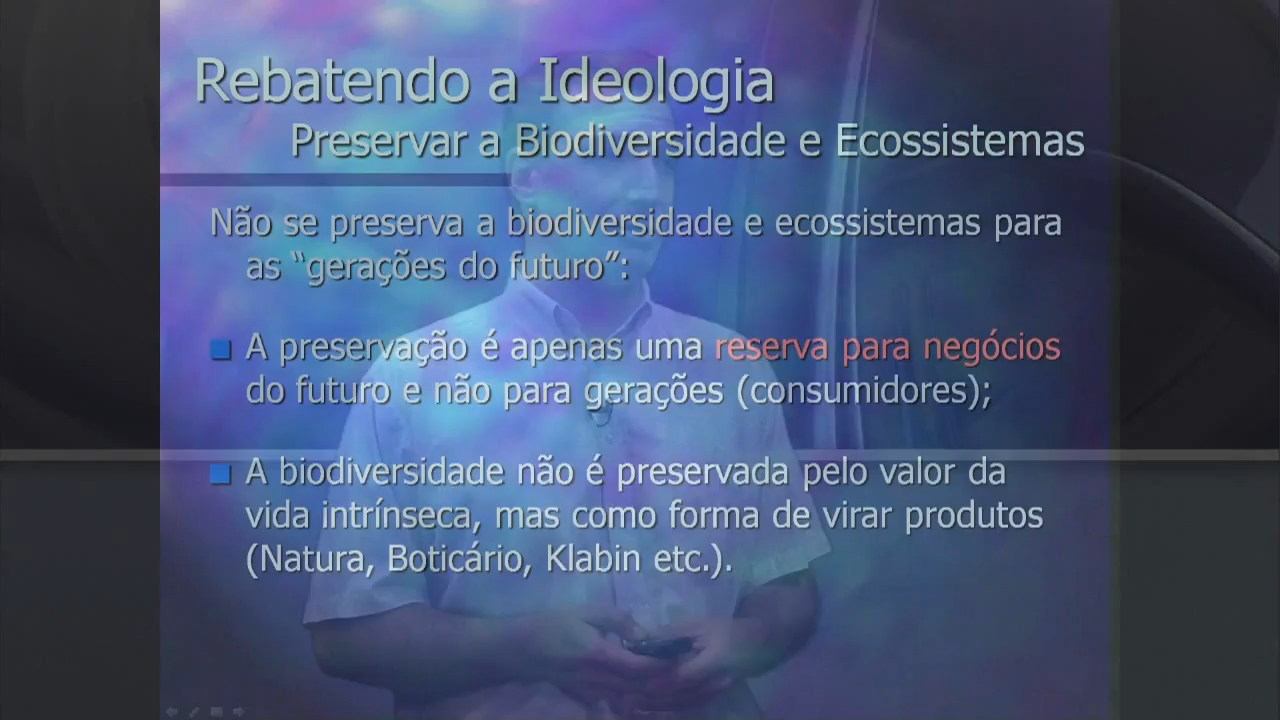 Rebatendo a Ideologia
Preservar a Biodiversidade e Ecossistemas
Não se preserva a biodiversidade e ecossistemas para
as “gerações do futuro”:
A preservação é apenas uma reserva para negócios
do futuro e não para gerações (consumidores);
A biodiversidade não é preservada pelo valor da
vida intrínseca, mas como forma de virar produtos
(Natura, Boticário, Klabin etc.).